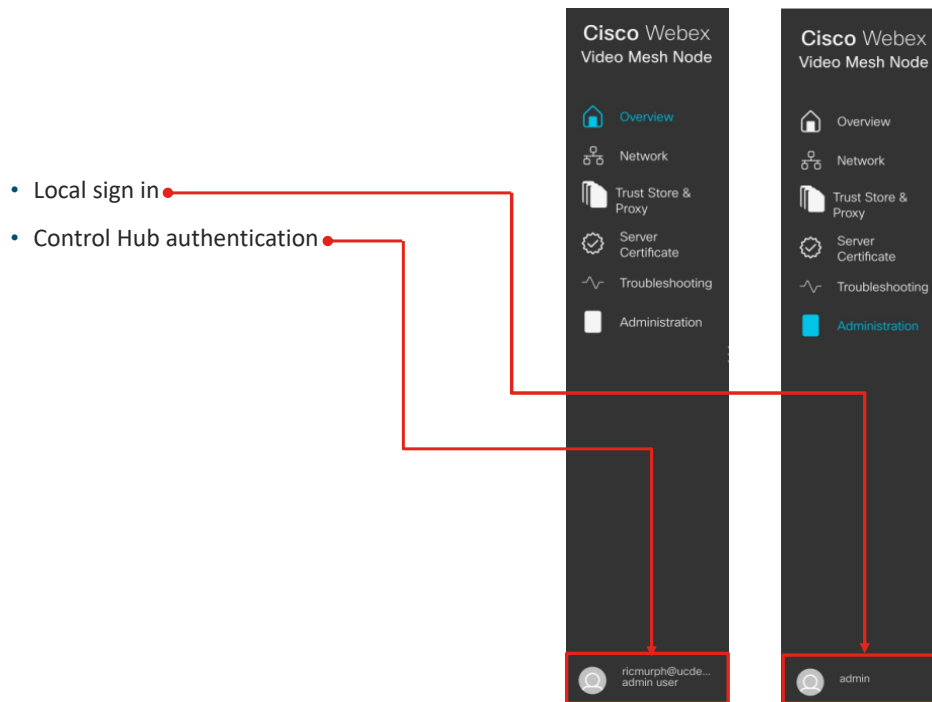 • Local sign in
• Control Hub authentication
Cisco Webex
Video Mesh Node
Overview
Network
Trust Store &
Proxy
Server
Certificate
Troubleshooting
Administration
ricmurph@ucde...
admin user
Cisco Webex
Video Mesh Node
Overview
Network
Trust Store &
Proxy
Server
Certificate
Troubleshooting
Administration
admin